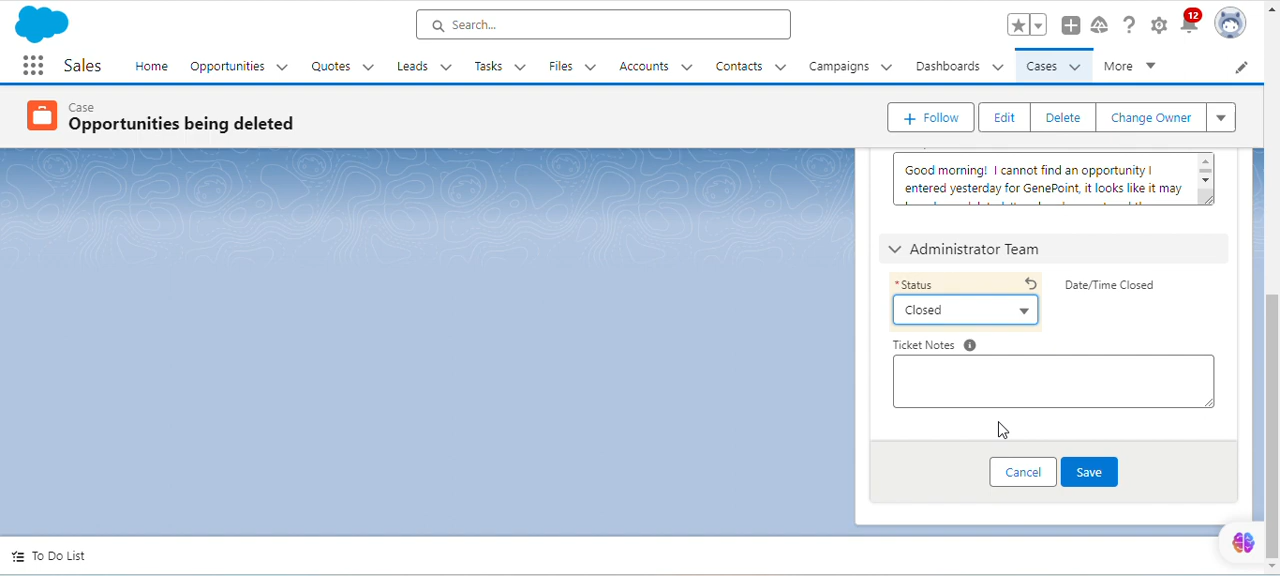 Search...
12
Sales
Home
Opportunities
Quotes
Leads
Tasks
Files
Accounts
Contacts
Campaigns
Dashboards
Cases
More
Case
Opportunities being deleted
+ Follow
Edit
Delete
Change Owner
Good morning! I cannot find an opportunity I
entered yesterday for GenePoint, it looks like it may
Administrator Team
*Status
Date/Time Closed
Closed
Ticket Notes
Cancel
Save
To Do List